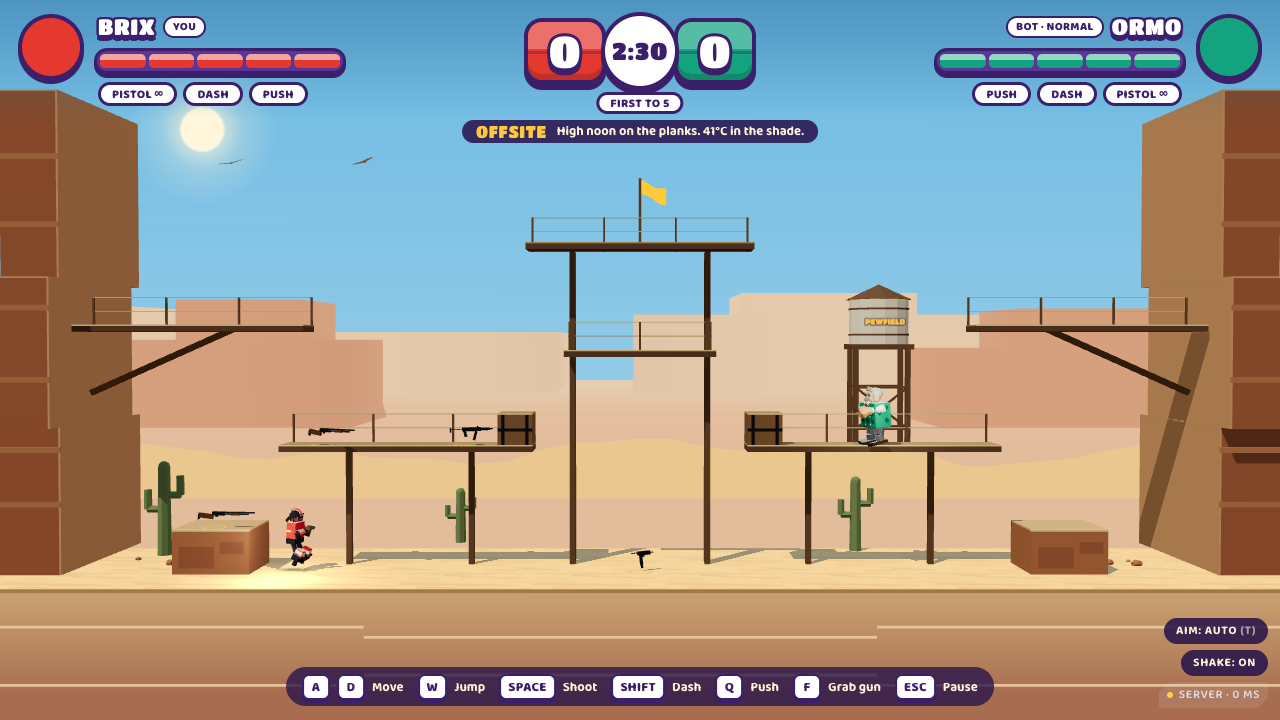 BRIX YOU
PISTOL ∞ DASH PUSH
1 2:30 1
FIRST TO 5
OFFSITE High noon on the planks. 41°C in the shade.
BOT · NORMAL ORMO
PUSH DASH PISTOL ∞
PEWFIELD
AIM: AUTO (T)
SHAKE: ON
SERVER · 0 MS
A D Move W Jump SPACE Shoot SHIFT Dash Q Push F Grab gun ESC Pause